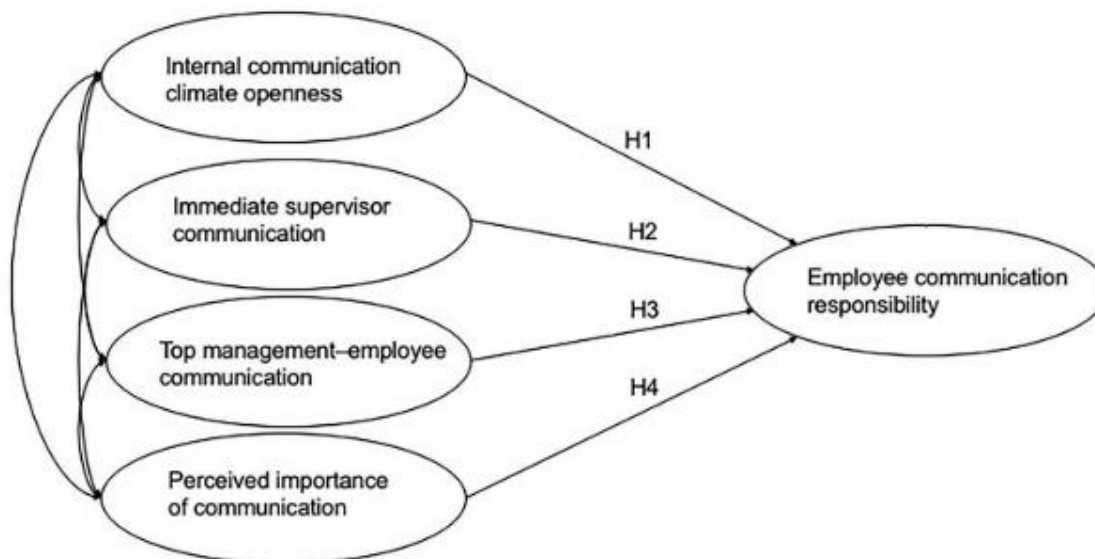 Internal communication
climate openness
H1
Immediate supervisor
communication
H2
Employee communication
responsibility
H3
Top management–employee
communication
H4
Perceived importance
of communication